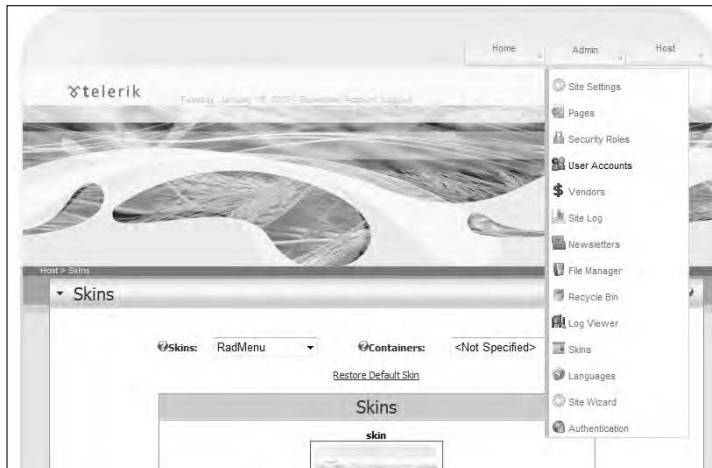 Home Admin Host
telerik
Site Settings
Pages
Security Roles
User Accounts
Vendors
Site Log
Newsletters
File Manager
Recycle Bin
Log Viewer
Skins
Languages
Site Wizard
Authentication
Host > Skins
Skins
Skins: RadMenu Containers: <Not Specified>
Restore Default Skin
Skins
skin